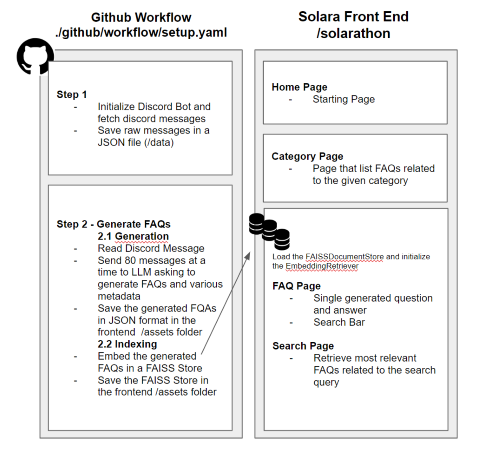 Github Workflow
./github/workflow/setup.yaml
Step 1
- Initialize Discord Bot and
fetch discord messages
- Save raw messages in a
JSON file (/data)
Step 2 - Generate FAQs
2.1 Generation
- Read Discord Message
- Send 80 messages at a
time to LLM asking to
generate FAQs and various
metadata
- Save the generated FQAs
in JSON format in the
frontend /assets folder
2.2 Indexing
- Embed the generated
FAQs in a FAISS Store
- Save the FAISS Store in
the frontend /assets folder
Solara Front End
/solarathon
Home Page
- Starting Page
Category Page
- Page that list FAQs related
to the given category
Load the FAISSDocumentStore and initialize
the EmbeddingRetriever
FAQ Page
- Single generated question
and answer
- Search Bar
Search Page
- Retrieve most relevant
FAQs related to the search
query